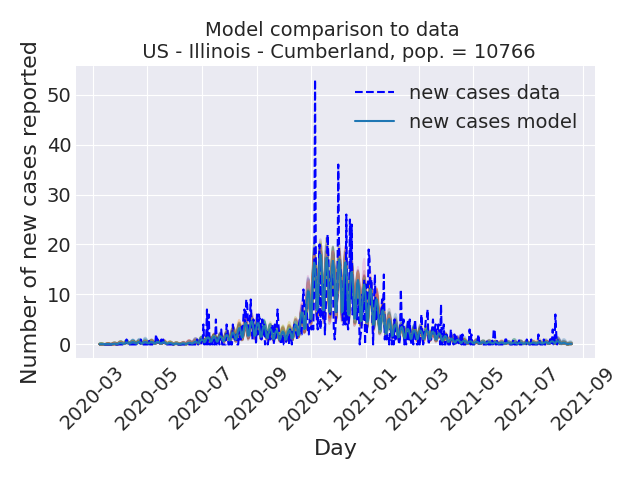 Model comparison to data
US - Illinois - Cumberland, pop. = 10766
Number of new cases reported
50
40
30
20
10
0
new cases data
new cases model
2020-03
2020-05
2020-07
2020-09
2020-11
2021-01
2021-03
2021-05
2021-07
2021-09
Day